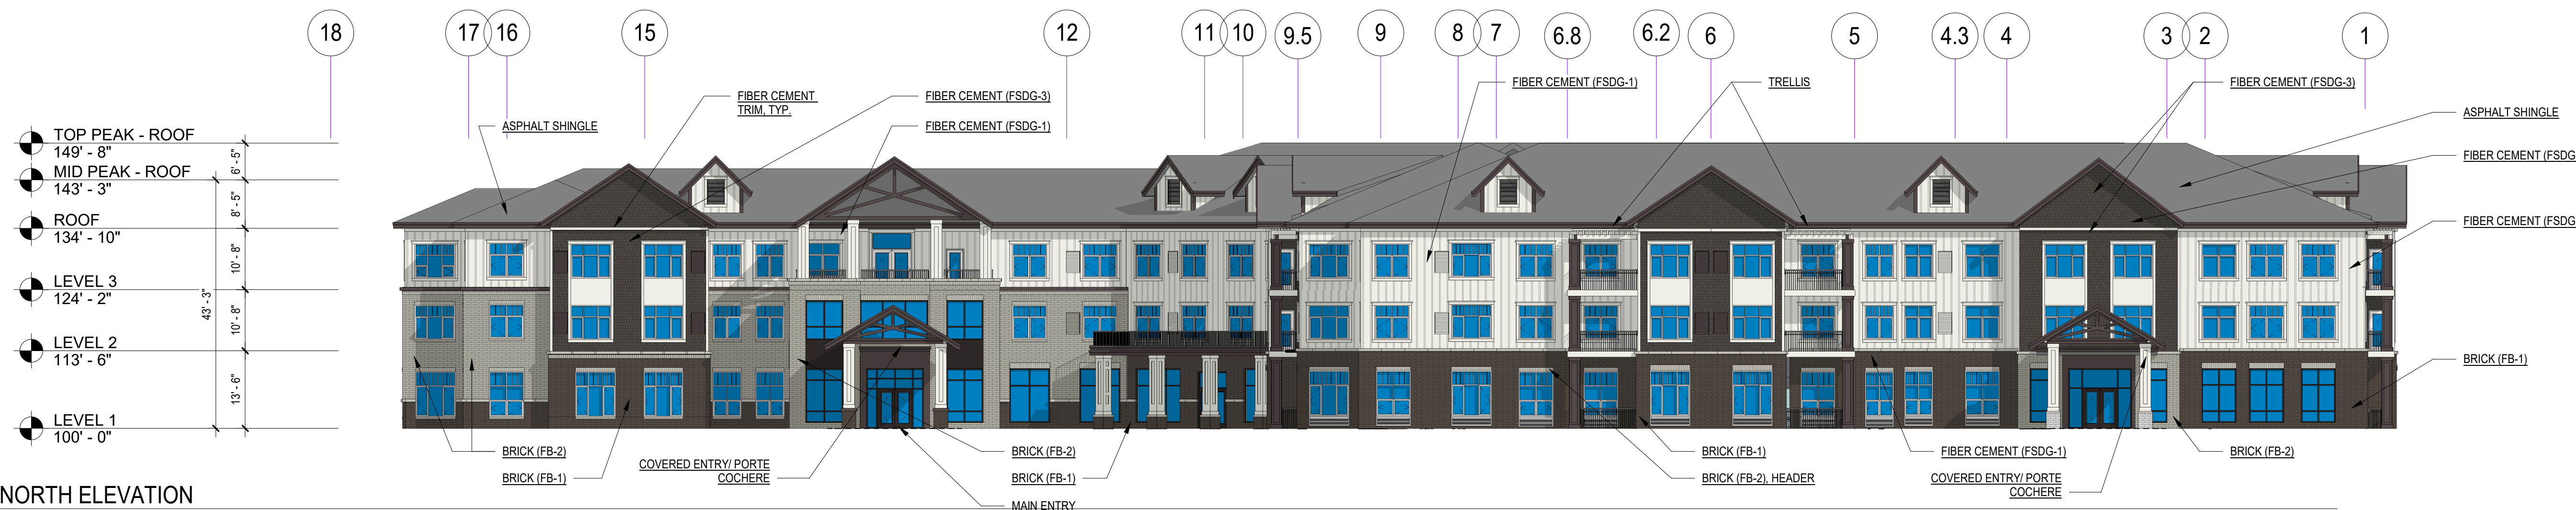 18
17
16
15
12
11
10
9.5
9
8
7
6.8
6.2
6
5
4.3
4
3
2
1
FIBER CEMENT
TRIM, TYP.
ASPHALT SHINGLE
FIBER CEMENT (FSDG-3)
FIBER CEMENT (FSDG-1)
FIBER CEMENT (FSDG-1)
TRELLIS
FIBER CEMENT (FSDG-3)
ASPHALT SHINGLE
FIBER CEMENT (FSDG
FIBER CEMENT (FSDG
BRICK (FB-1)
TOP PEAK - ROOF
149' - 8"
MID PEAK - ROOF
143' - 3"
ROOF
134' - 10"
LEVEL 3
124' - 2"
LEVEL 2
113' - 6"
LEVEL 1
100' - 0"
6' - 5"
8' - 5"
10' - 8"
10' - 8"
13' - 6"
43' - 3"
BRICK (FB-2)
BRICK (FB-1)
COVERED ENTRY/ PORTE
COCHERE
BRICK (FB-2)
BRICK (FB-1)
MAIN ENTRY
BRICK (FB-1)
BRICK (FB-2), HEADER
FIBER CEMENT (FSDG-1)
COVERED ENTRY/ PORTE
COCHERE
BRICK (FB-2)
NORTH ELEVATION